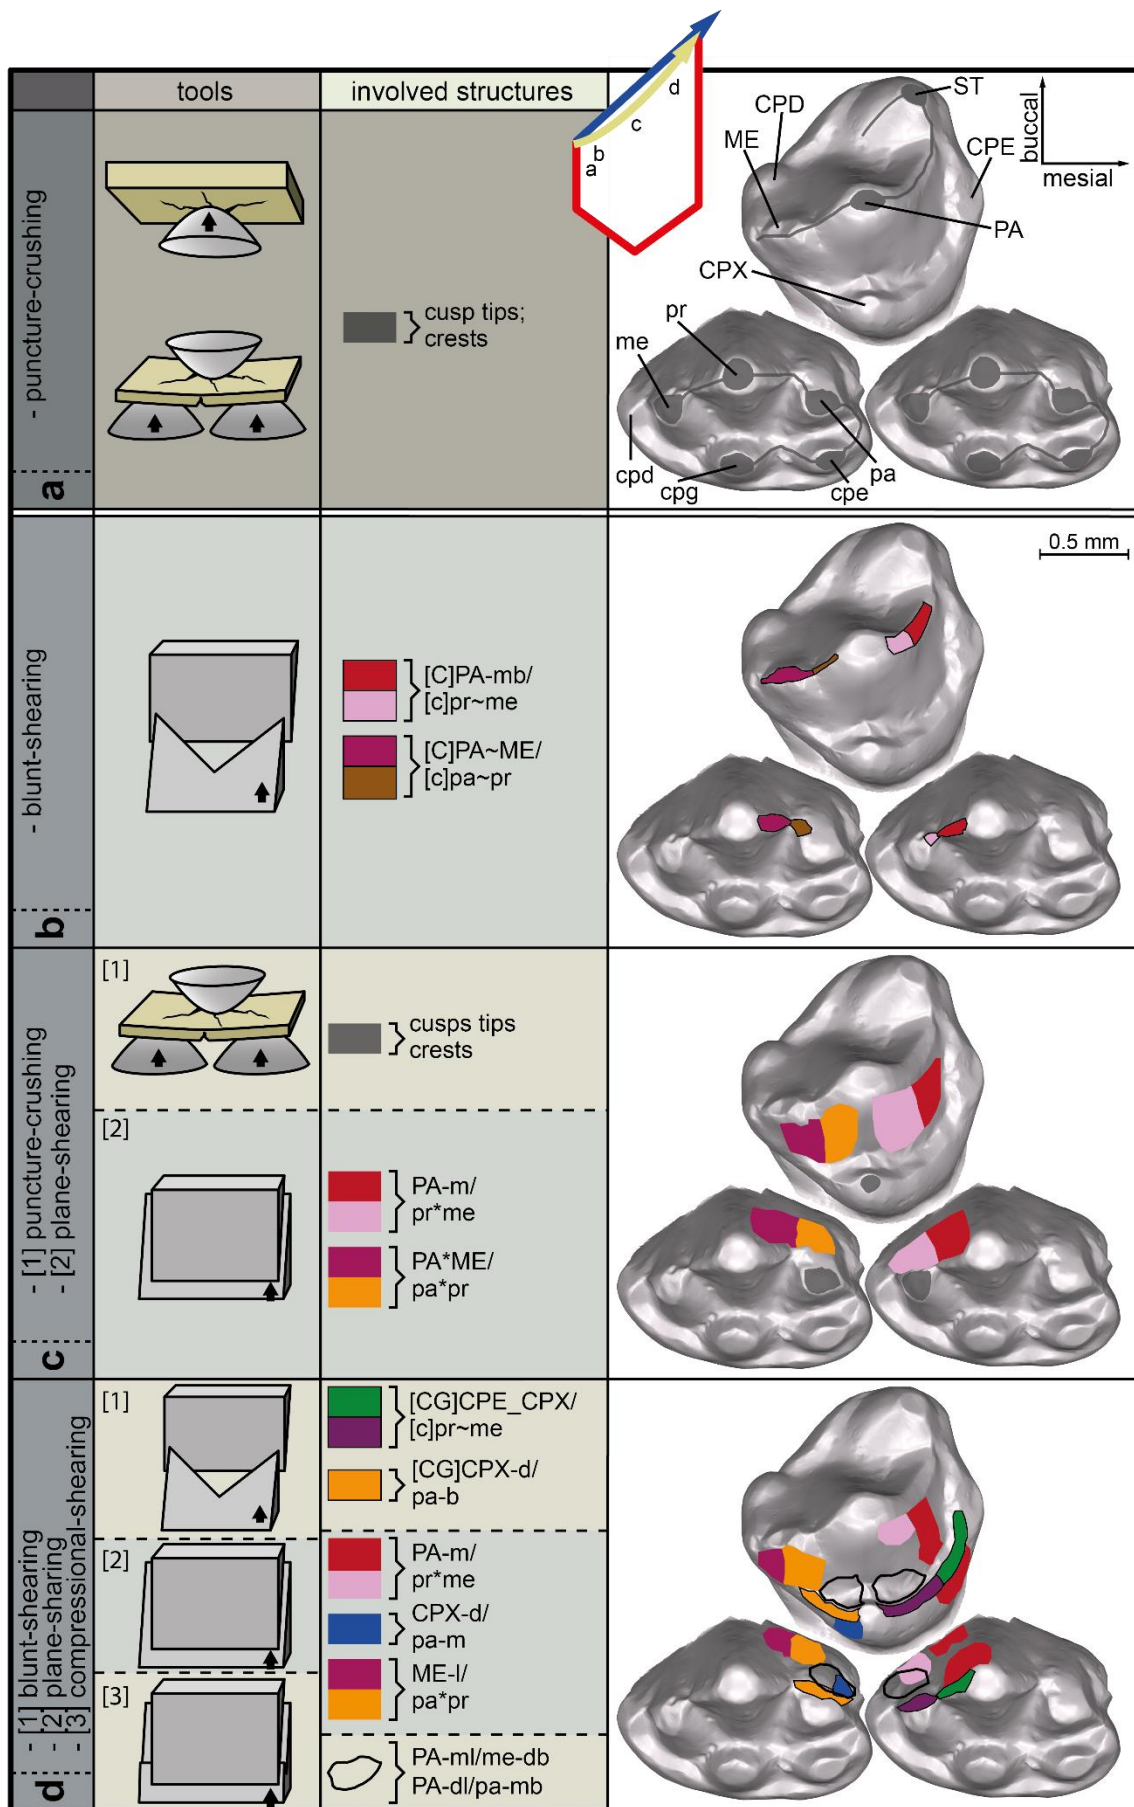 tools
involved structures
a
b
c
d
buccal
mesial
- puncture-crushing
a
cusp tips;
crests
ST
CPD
ME
CPE
PA
CPX
pr
me
cpd
cpg
cpe
pa
- blunt-shearing
b
[C]PA-mb/
[c]pr~me
[C]PA~ME/
[c]pa~pr
0.5 mm
- [1] puncture-crushing
- [2] plane-shearing
c
[1]
cusps tips
crests
[2]
PA-m/
pr*me
PA*ME/
pa*pr
- [1] blunt-shearing
- [2] plane-sharing
- [3] compressional-shearing
d
[1]
[CG]CPE_CPX/
[c]pr~me
[CG]CPX-d/
pa-b
[2]
PA-m/
pr*me
CPX-d/
pa-m
ME-l/
pa*pr
[3]
PA-ml/me-db
PA-dl/pa-mb